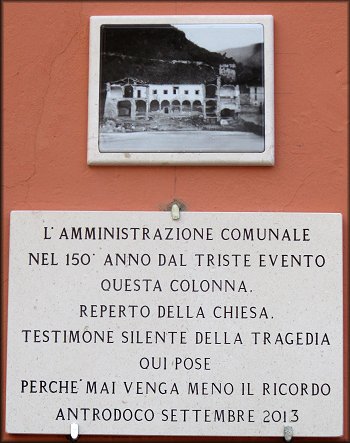 L'AMMINISTRAZIONE COMUNALE
NEL 150° ANNO DAL TRISTE EVENTO
QUESTA COLONNA.
REPERTO DELLA CHIESA.
TESTIMONE SILENTE DELLA TRAGEDIA
QUI POSE
PERCHE' MAI VENGA MENO IL RICORDO
ANTRODOCO SETTEMBRE 2013